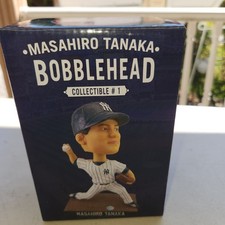 • MASAHIRO TANAKA •
BOBBLEHEAD
COLLECTIBLE # 1
MASAHIRO TANAKA